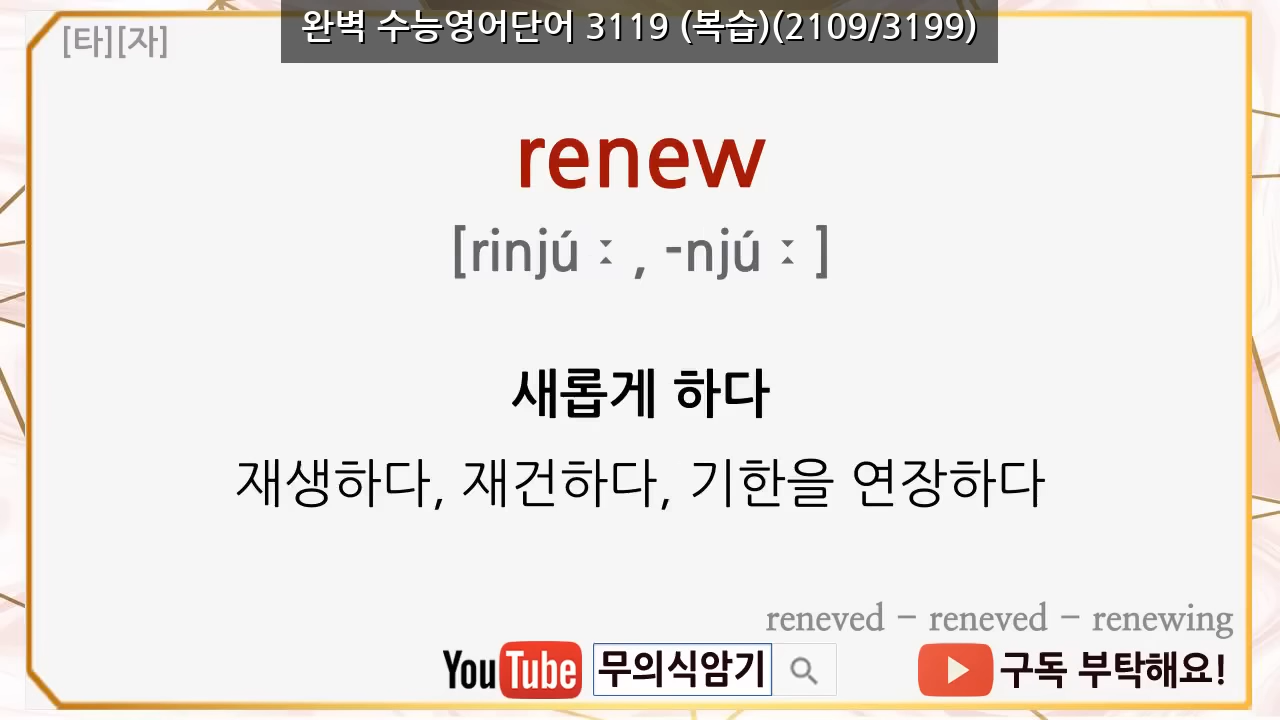 완벽 수능영어단어 3119 (복습)(2109/3199)
[타][자]
renew
[rinjúː, -njúː]
새롭게 하다
재생하다, 재건하다, 기한을 연장하다
reneved - reneved - renewing
YouTube 무의식암기 구독 부탁해요!